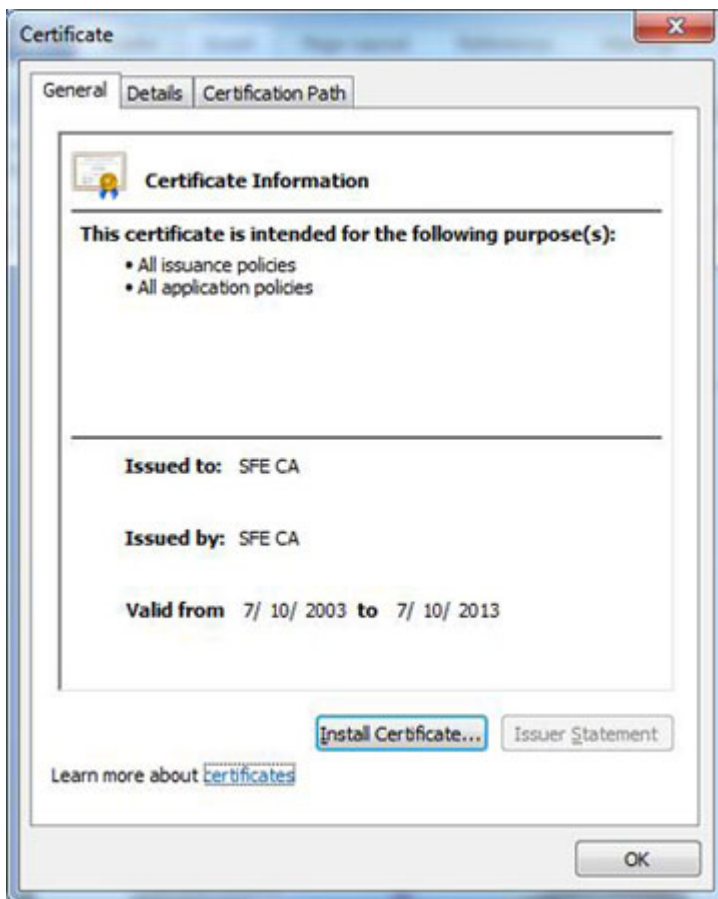 Certificate
General Details Certification Path
Certificate Information
This certificate is intended for the following purpose(s):
• All issuance policies
• All application policies
Issued to: SFE CA
Issued by: SFE CA
Valid from 7/ 10/ 2003 to 7/ 10/ 2013
Install Certificate... Issuer Statement
Learn more about certificates
OK